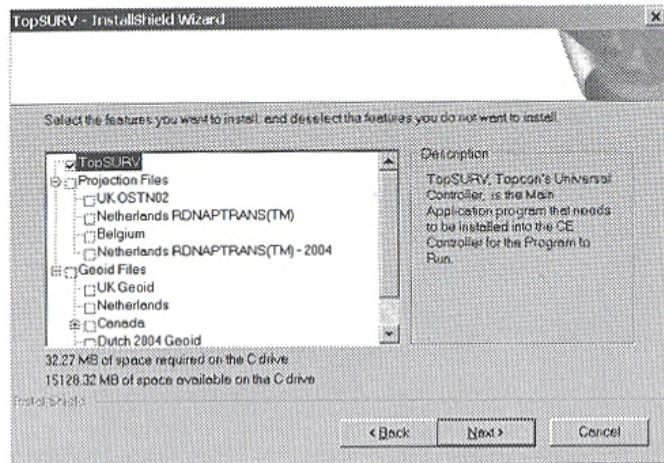 TopSURV - InstallShield Wizard
Select the features you want to install, and deselect the features you do not want to install.
TopSURV
Projection Files
UK OSTN02
Netherlands RDNAPTRANS(TM)
Belgium
Netherlands RDNAPTRANS(TM) - 2004
Geoid Files
UK Geoid
Netherlands
Canada
Dutch 2004 Geoid
Description
TopSURV, Topcon's Universal
Controller, is the Main
Application program that needs
to be installed into the CE
Controller for the Program to
Run.
32.27 MB of space required on the C drive
15128.32 MB of space available on the C drive
InstallShield
< Back
Next >
Cancel